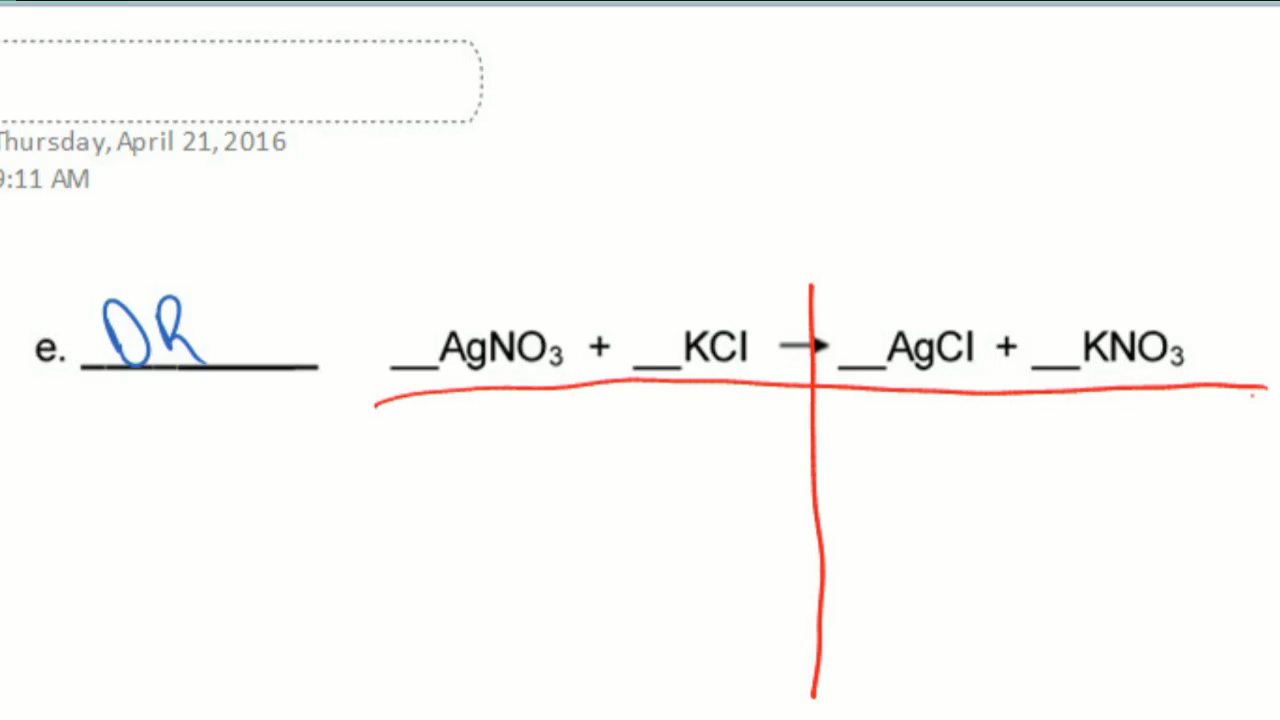 Thursday, April 21, 2016
9:11 AM
e. DR __AgNO₃ + __KCl → __AgCl + __KNO₃